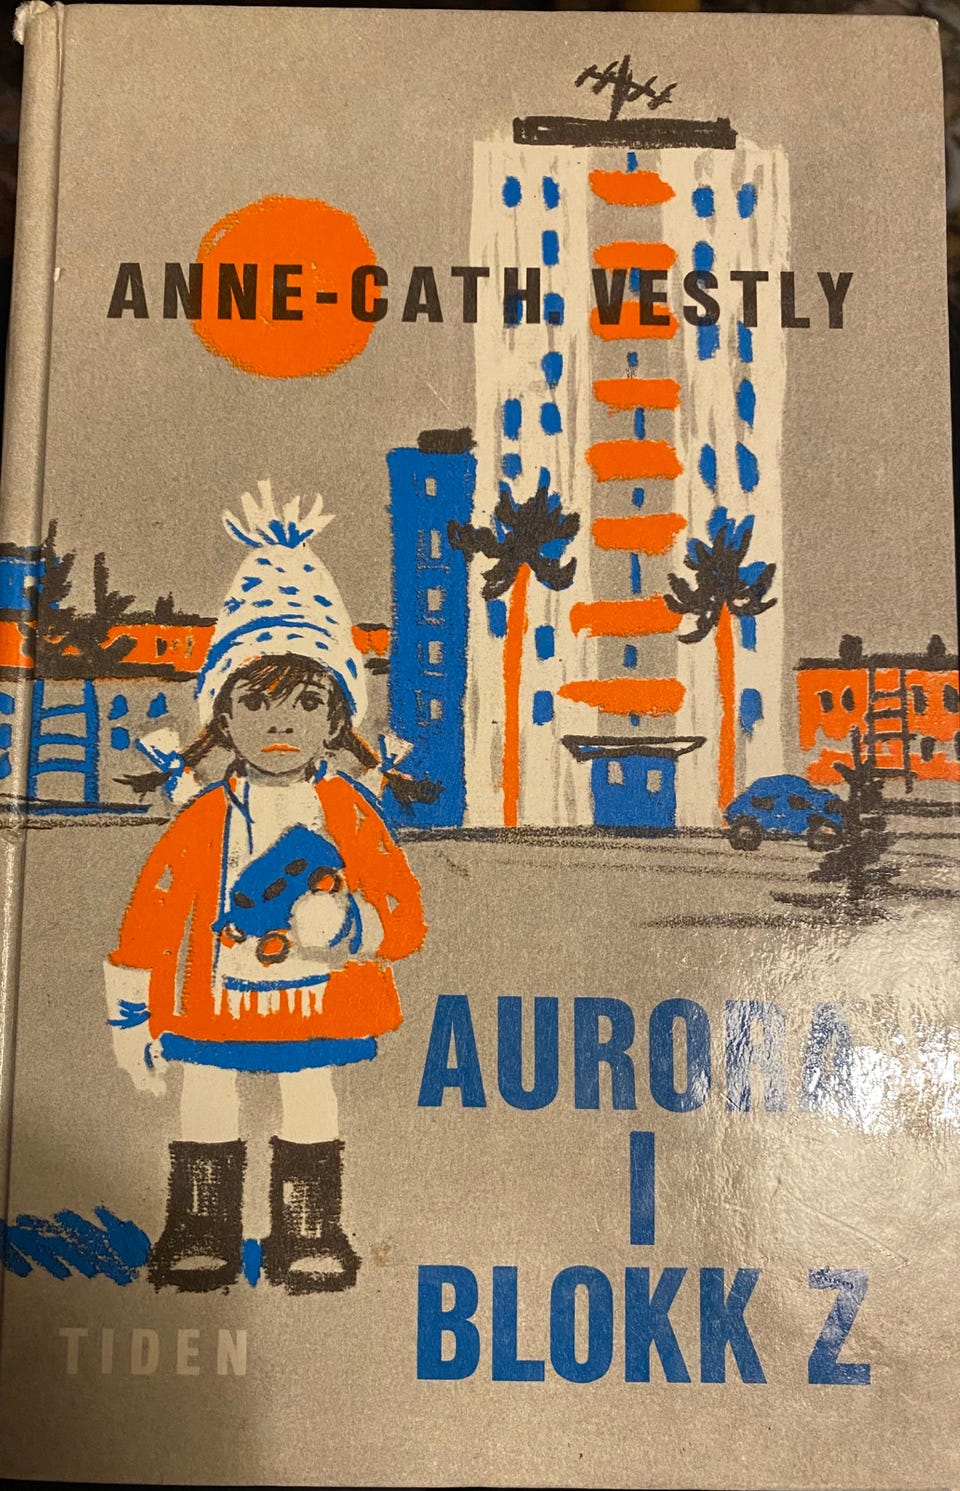 ANNE-CATH. VESTLY
AURORA
I
BLOKK Z
TIDEN